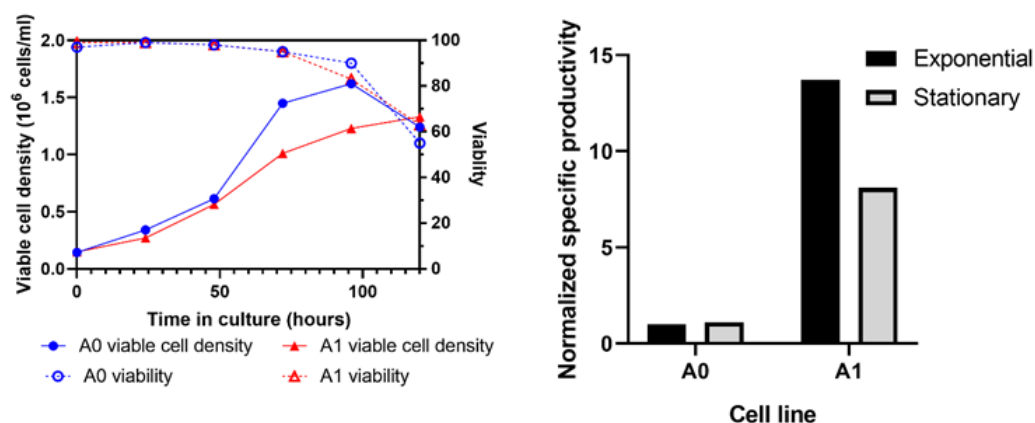 Viable cell density (10⁶ cells/ml)
2.0
1.5
1.0
0.5
0.0
100
80
60
40
20
0
Viablity
0
50
100
Time in culture (hours)
A0 viable cell density
A1 viable cell density
A0 viability
A1 viability
Normalized specific productivity
15
10
5
0
Exponential
Stationary
A0
A1
Cell line